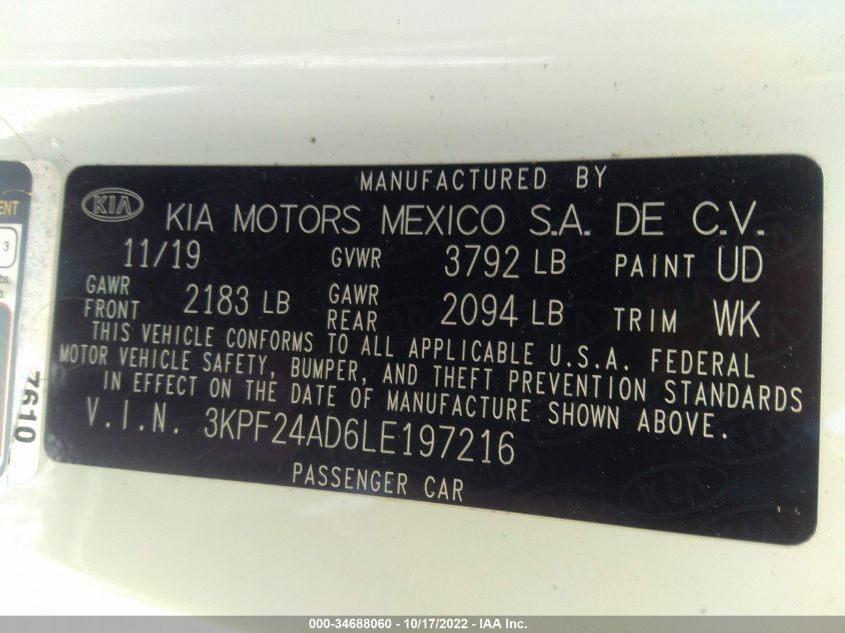 MANUFACTURED BY
KIA KIA MOTORS MEXICO S.A. DE C.V.
11/19 GVWR 3792 LB PAINT UD
GAWR FRONT 2183 LB GAWR REAR 2094 LB TRIM WK
THIS VEHICLE CONFORMS TO ALL APPLICABLE U.S.A. FEDERAL
MOTOR VEHICLE SAFETY, BUMPER, AND THEFT PREVENTION STANDARDS
IN EFFECT ON THE DATE OF MANUFACTURE SHOWN ABOVE.
V.I.N. 3KPF24AD6LE197216
PASSENGER CAR
3
7610
000-34688060 - 10/17/2022 - IAA Inc.